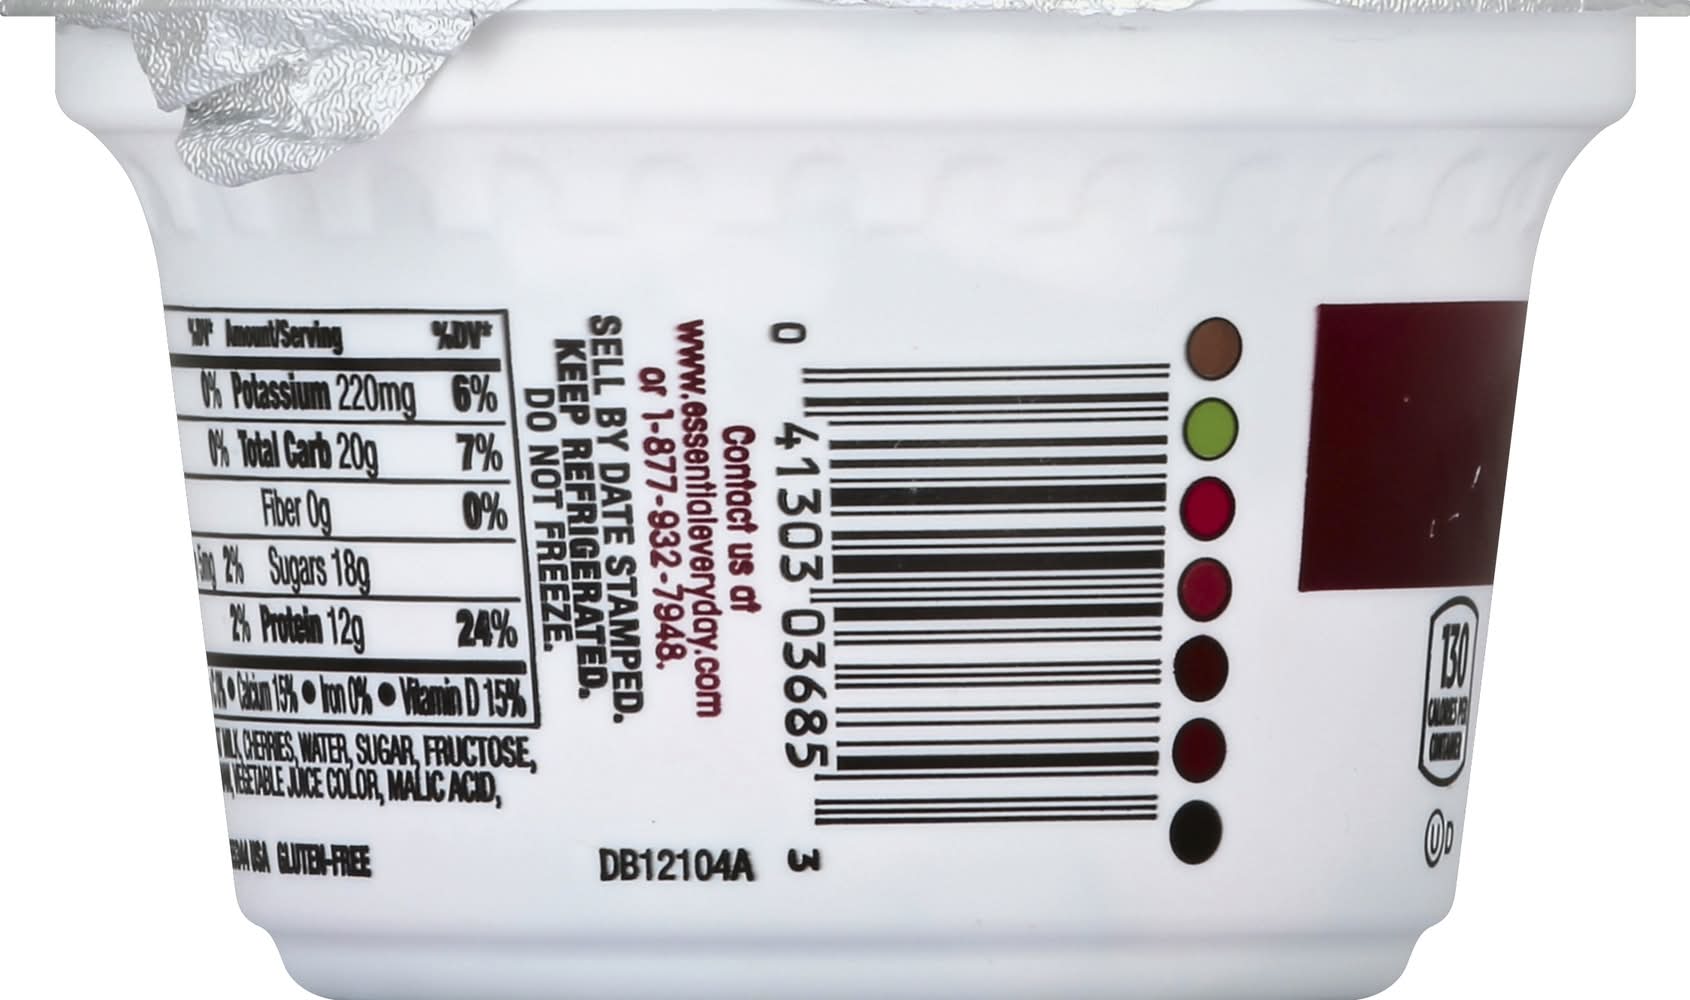 %DV* Amount/Serving %DV*
0% Potassium 220mg 6%
0% Total Carb 20g 7%
Fiber 0g 0%
2% Sugars 18g
2% Protein 12g 24%
• Calcium 15% • Iron 0% • Vitamin D 15%
MILK, CHERRIES, WATER, SUGAR, FRUCTOSE,
VEGETABLE JUICE COLOR, MALIC ACID,
USA GLUTEN-FREE
SELL BY DATE STAMPED.
KEEP REFRIGERATED.
DO NOT FREEZE.
Contact us at
www.essentialeveryday.com
or 1-877-932-7948.
DB12104A
0 41303 03685 3
130
CALORIES PER
CONTAINER
U D